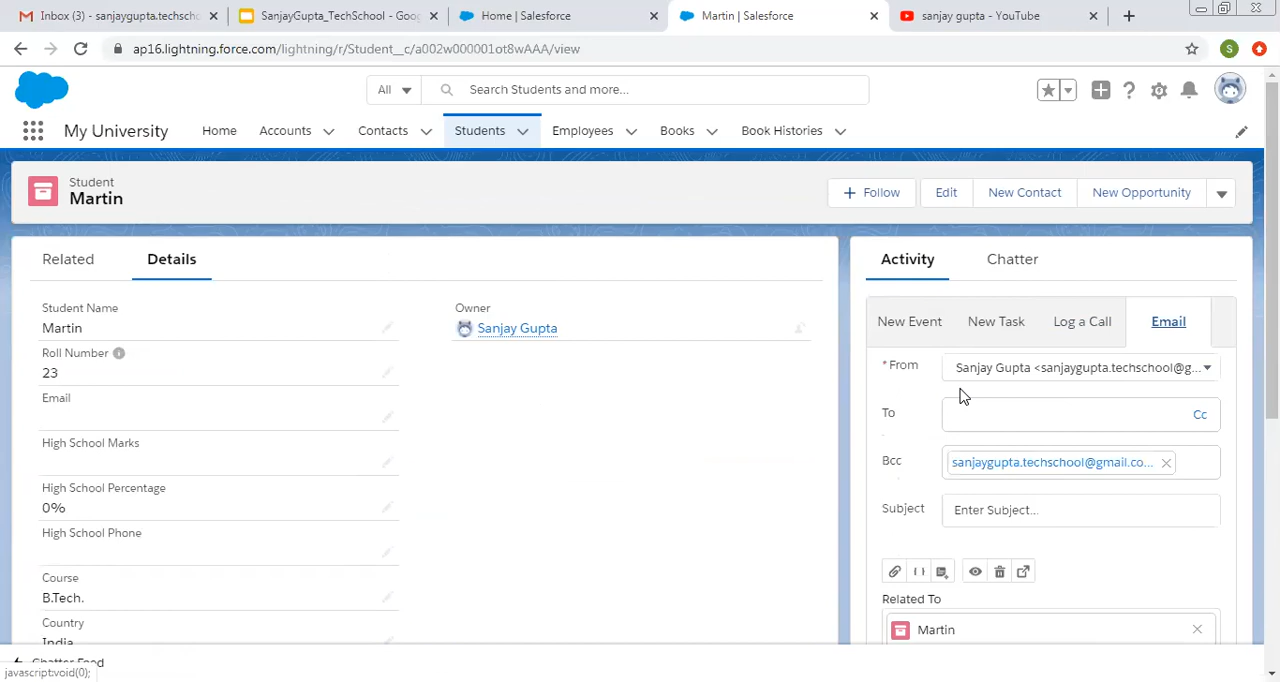 Inbox (3) - sanjaygupta.techscho
SanjayGupta_TechSchool - Goog
Home | Salesforce
Martin | Salesforce
sanjay gupta - YouTube
ap16.lightning.force.com/lightning/r/Student__c/a002w000001ot8wAAA/view
S
All
Search Students and more...
My University
Home
Accounts
Contacts
Students
Employees
Books
Book Histories
Student
Martin
Follow
Edit
New Contact
New Opportunity
Related
Details
Activity
Chatter
Student Name
Martin
Owner
Sanjay Gupta
Roll Number
23
Email
High School Marks
High School Percentage
0%
High School Phone
Course
B.Tech.
Country
India
New Event
New Task
Log a Call
Email
* From
Sanjay Gupta <sanjaygupta.techschool@g...
To
Cc
Bcc
sanjaygupta.techschool@gmail.co...
Subject
Enter Subject...
Related To
Martin
Chatter Feed
javascript:void(0);